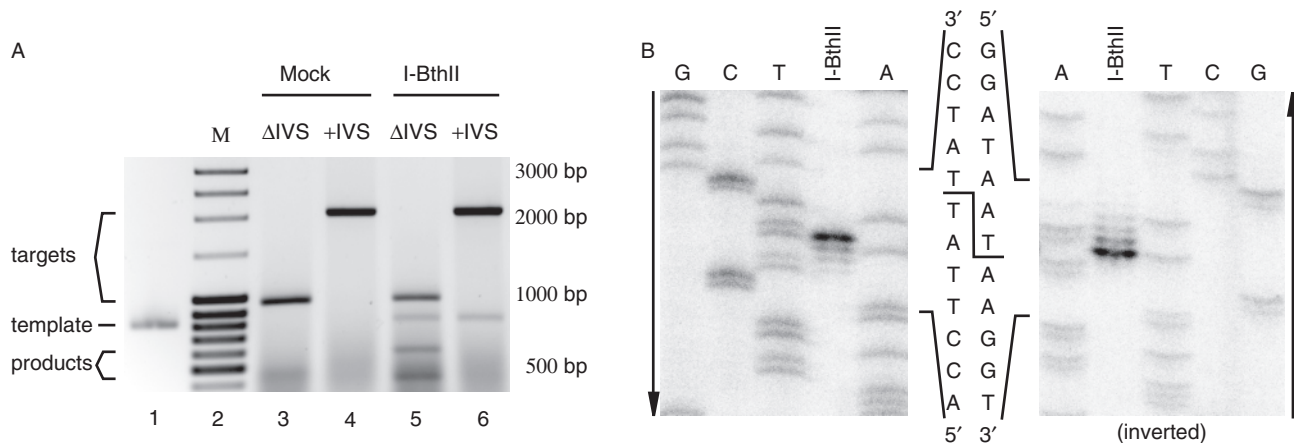 A
Mock
I-BthII
M
ΔIVS
+IVS
ΔIVS
+IVS
3000 bp
2000 bp
1000 bp
500 bp
targets
template
products
1 2 3 4 5 6
B
G C T I-BthII A
3′ 5′
C G
C G
T A
A T
T A
T A
A T
T A
T A
C G
C G
A T
5′ 3′
A I-BthII T C G
(inverted)